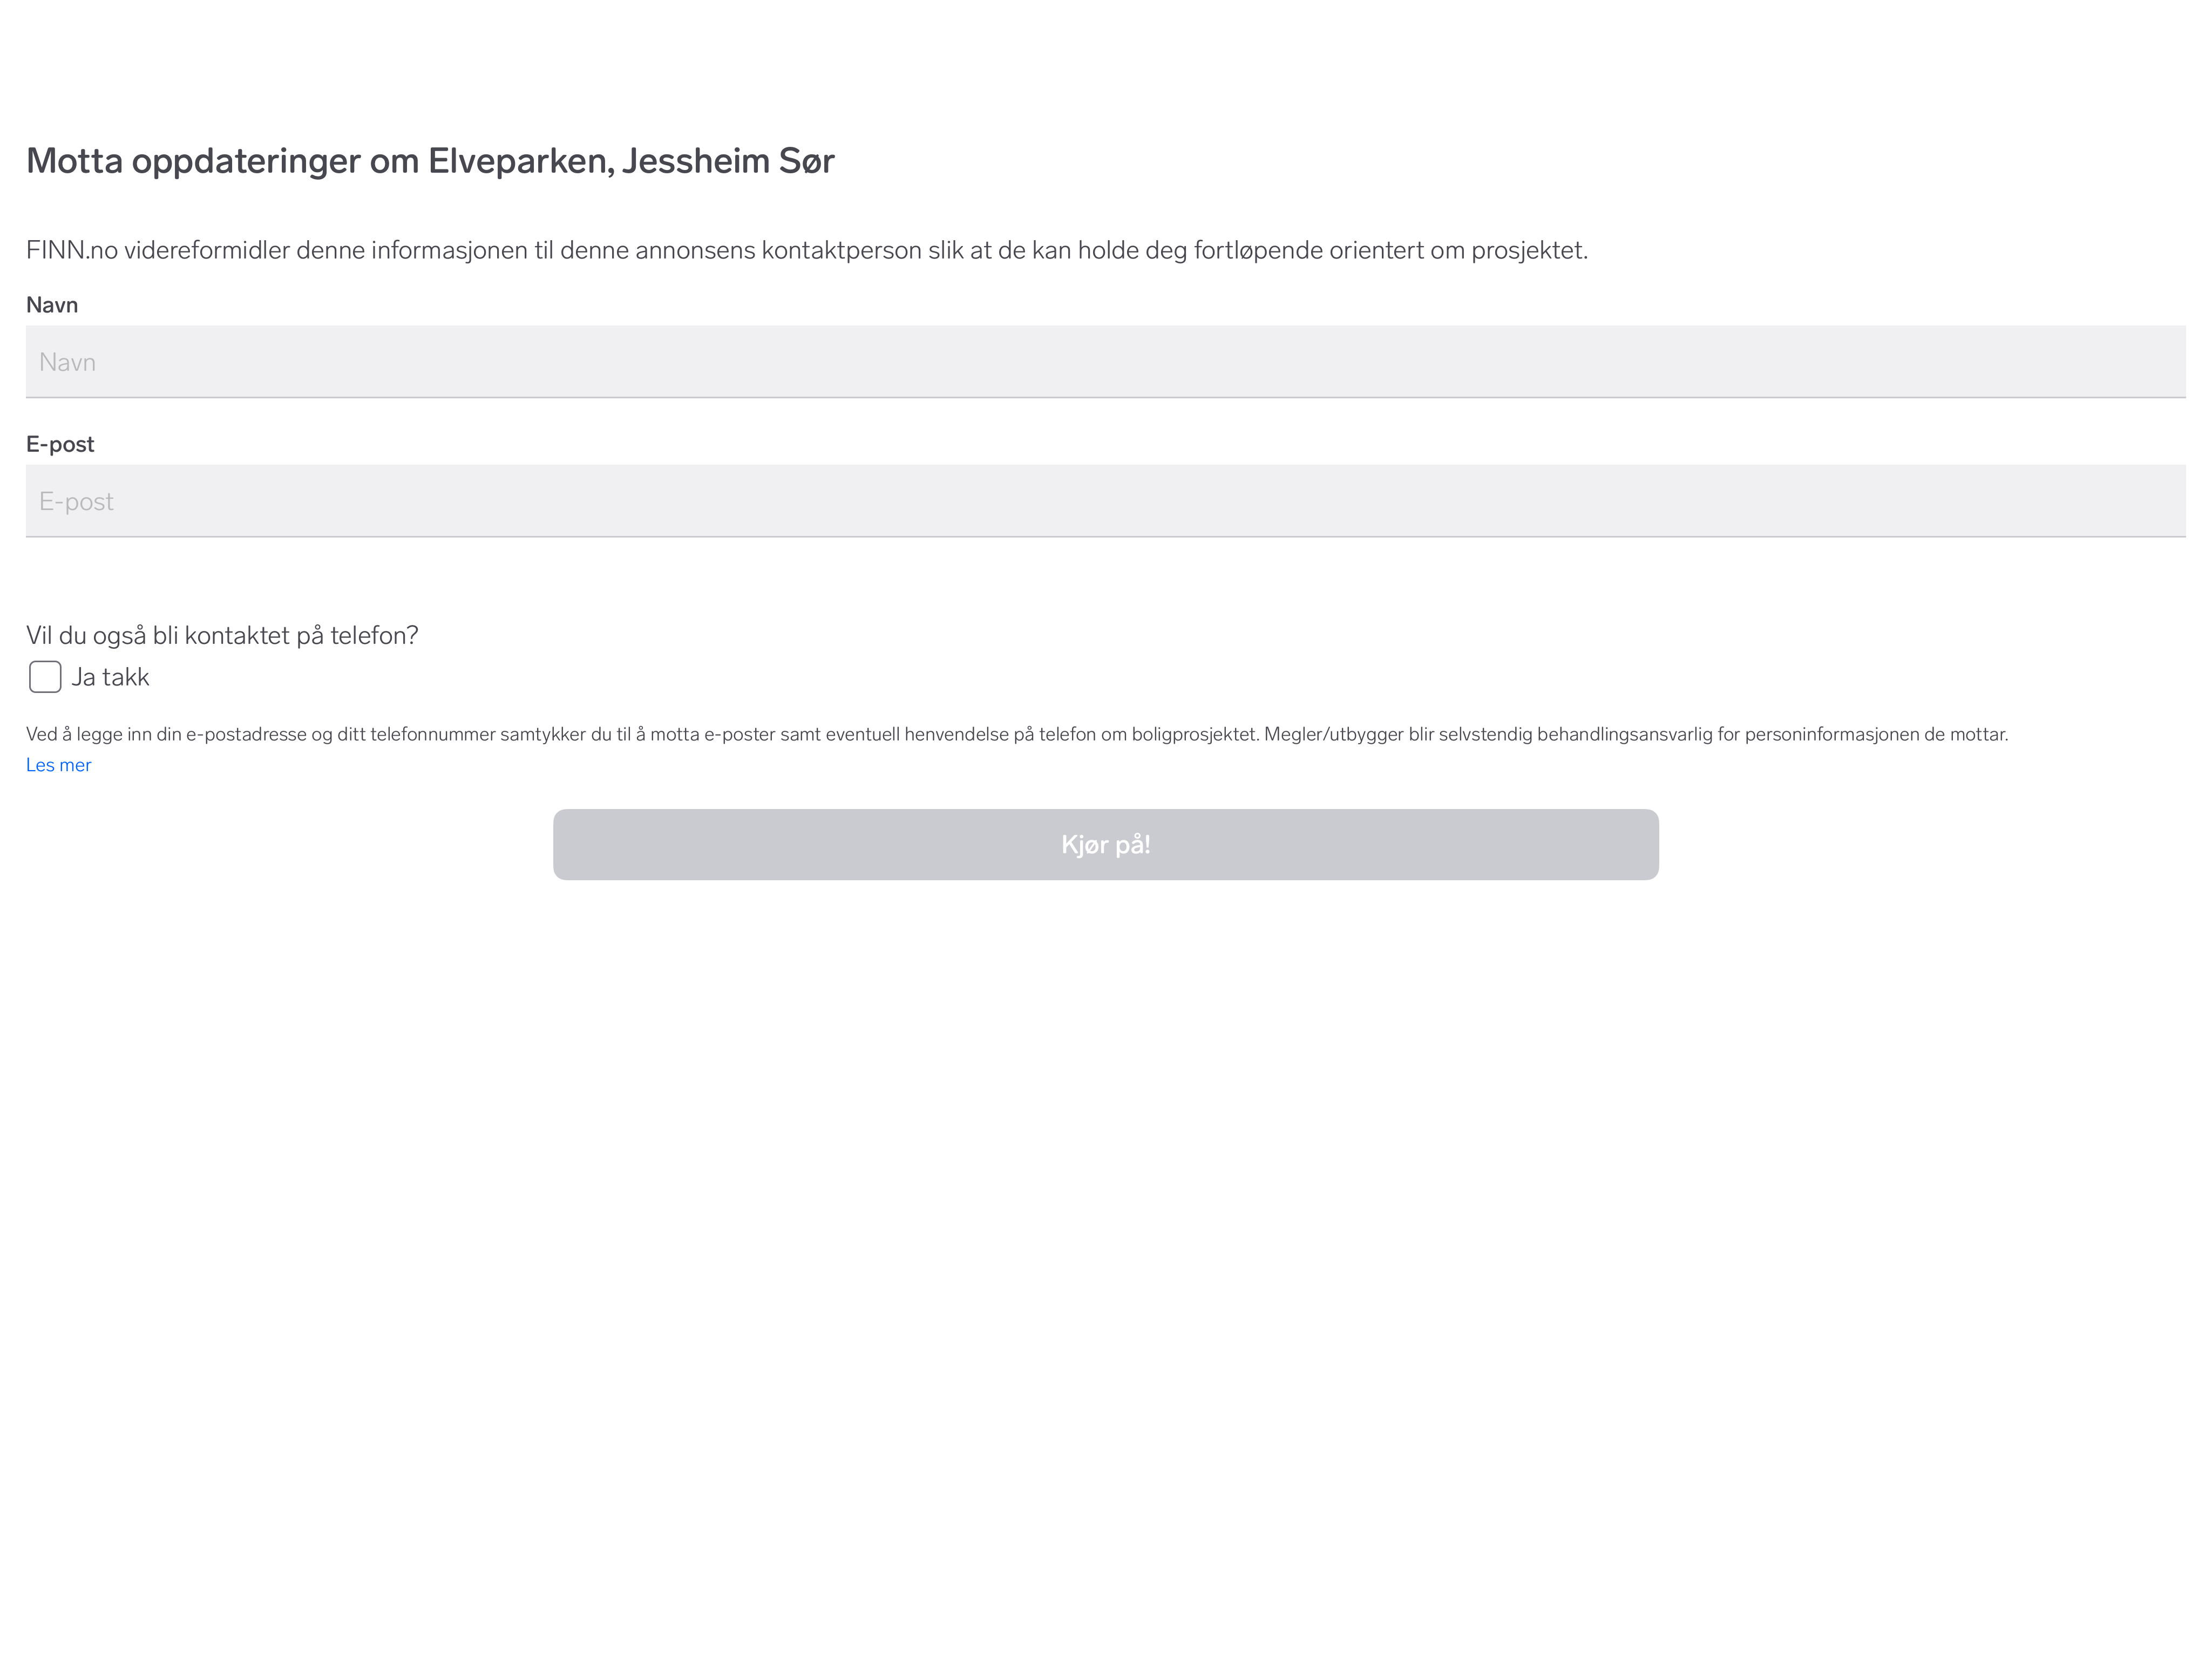 Motta oppdateringer om Elveparken, Jessheim Sør
FINN.no videreformidler denne informasjonen til denne annonsens kontaktperson slik at de kan holde deg fortløpende orientert om prosjektet.
Navn
Navn
E-post
E-post
Vil du også bli kontaktet på telefon?
Ja takk
Ved å legge inn din e-postadresse og ditt telefonnummer samtykker du til å motta e-poster samt eventuell henvendelse på telefon om boligprosjektet. Megler/utbygger blir selvstendig behandlingsansvarlig for personinformasjonen de mottar.
Les mer
Kjør på!